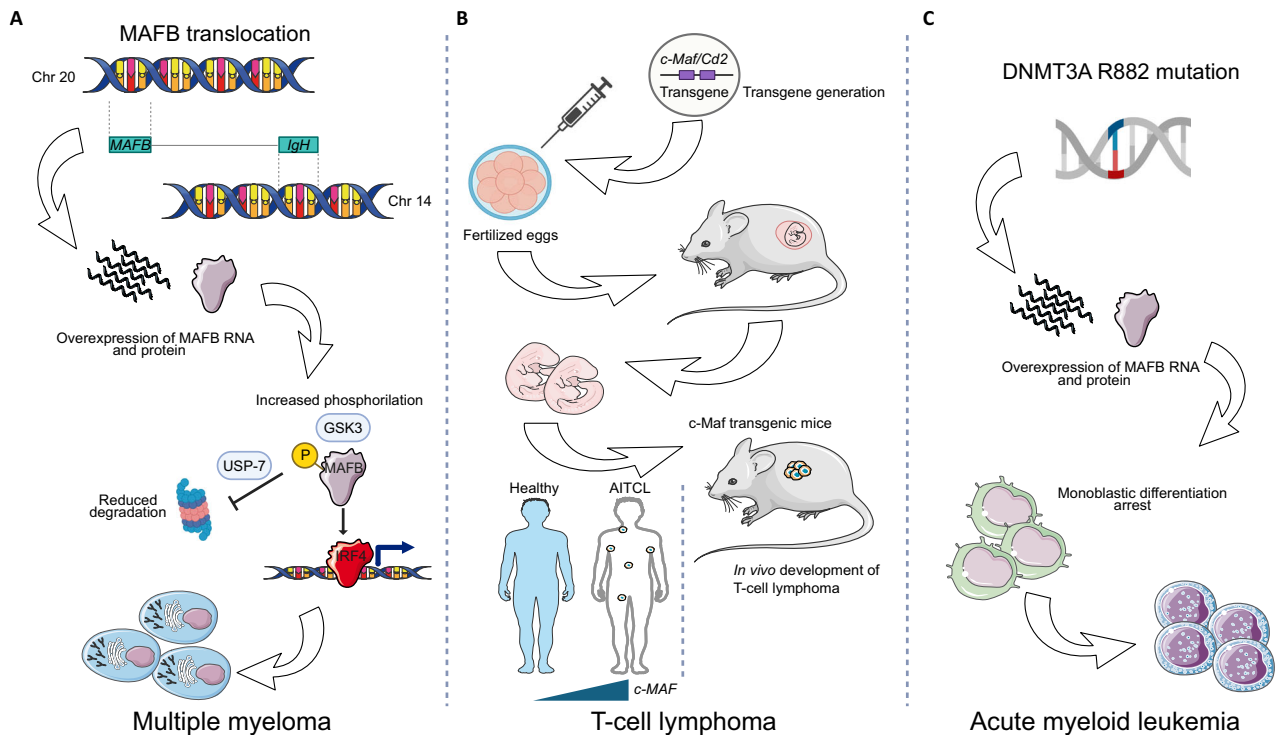 A
MAFB translocation
Chr 20
MAFB
IgH
Chr 14
Overexpression of MAFB RNA
and protein
Increased phosphorilation
GSK3
P
MAFB
USP-7
Reduced
degradation
IRF4
Multiple myeloma
B
c-Maf/Cd2
Transgene
Transgene generation
Fertilized eggs
c-Maf transgenic mice
Healthy
AITCL
In vivo development of
T-cell lymphoma
c-MAF
T-cell lymphoma
C
DNMT3A R882 mutation
Overexpression of MAFB RNA
and protein
Monoblastic differentiation
arrest
Acute myeloid leukemia